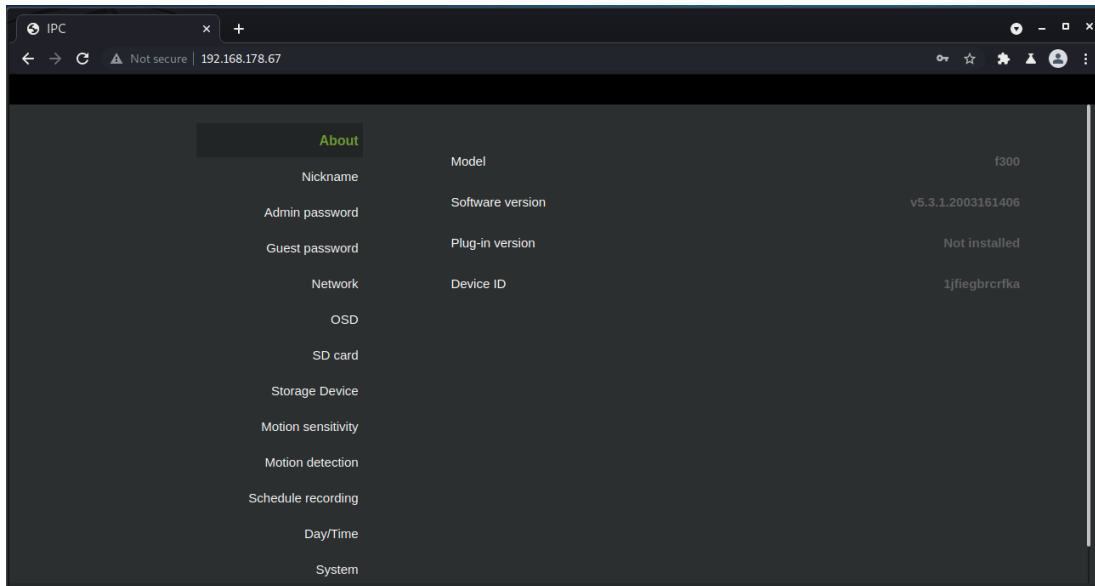 IPC
Not secure 192.168.178.67
About
Nickname
Admin password
Guest password
Network
OSD
SD card
Storage Device
Motion sensitivity
Motion detection
Schedule recording
Day/Time
System
Model f300
Software version v5.3.1.2003161406
Plug-in version Not installed
Device ID 1jfiegbrcrfka